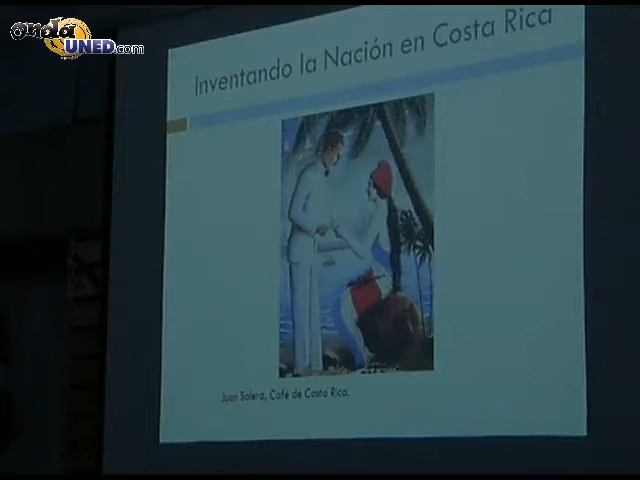 onda
UNED.com
Inventando la Nación en Costa Rica
Juan Solera, Café de Costa Rica.